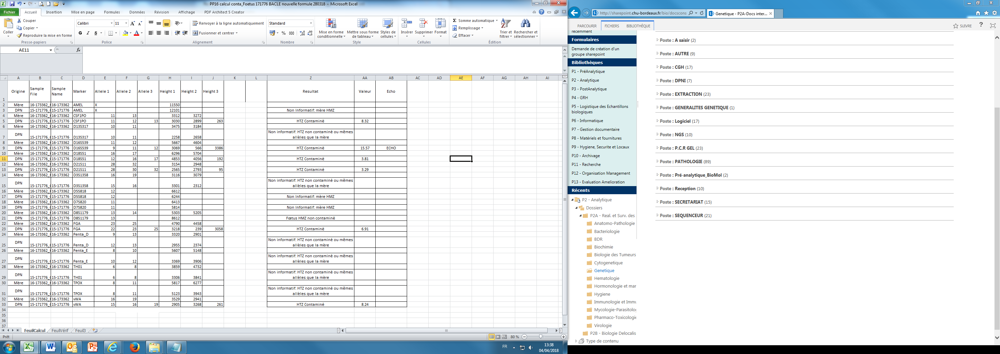 PP16 calcul conta_Foetus 171776 BACLE nouvelle formule 280318 - Microsoft Excel
Fichier Accueil Insertion Mise en page Formules Données Révision Affichage PDF Architect 5 Creator
Coller Couper Copier Reproduire la mise en forme Presse-papiers
Calibri 11 G I S Police
Renvoyer à la ligne automatiquement Fusionner et centrer Alignement
Standard % 000 Nombre
Mise en forme conditionnelle Mettre sous forme de tableau Styles de cellules Style
Insérer Supprimer Format Cellules
Σ Somme automatique Remplissage Effacer Trier et filtrer Rechercher et sélectionner Édition
AE11 fx
A B C D E F G H I J K L Z AA AB AC AD AE AF AG AH AI
1 Origine Sample File Sample Name Marker Allele 1 Allele 2 Allele 3 Height 1 Height 2 Height 3 Resultat Valeur Echo
2 Mère 16-173362_ 16-173362 AMEL X 11550
3 DPN 15-171776_ 15-171776 AMEL X 12101 Non Informatif: mère HMZ
4 Mère 16-173362_ 16-173362 CSF1PO 11 13 3312 3272
5 DPN 15-171776_ 15-171776 CSF1PO 11 12 13 3030 2899 263 HTZ Contaminé 8.32
6 Mère 16-173362_ 16-173362 D13S317 10 11 3475 3184
7 DPN 15-171776_ 15-171776 D13S317 10 11 2258 2658 Non informatif: HTZ non contaminé ou mêmes allèles que la mère
8 Mère 16-173362_ 16-173362 D16S539 11 12 5667 4604
9 DPN 15-171776_ 15-171776 D16S539 9 11 12 3069 566 3386 HTZ Contaminé 15.57 ECHO
10 Mère 16-173362_ 16-173362 D18S51 16 17 6296 5704
11 DPN 15-171776_ 15-171776 D18S51 12 16 17 4853 4056 192 HTZ Contaminé 3.81
12 Mère 16-173362_ 16-173362 D21S11 28 32 3154 2948
13 DPN 15-171776_ 15-171776 D21S11 28 30 32 2565 2793 95 HTZ Contaminé 3.29
14 Mère 16-173362_ 16-173362 D3S1358 16 19 3116 3079
15 DPN 15-171776_ 15-171776 D3S1358 15 16 3301 2312 Non informatif: HTZ non contaminé ou mêmes allèles que la mère
16 Mère 16-173362_ 16-173362 D5S818 12 6612
17 DPN 15-171776_ 15-171776 D5S818 12 6244 Non Informatif: mère HMZ
18 Mère 16-173362_ 16-173362 D7S820 11 6413
19 DPN 15-171776_ 15-171776 D7S820 11 5814 Non Informatif: mère HMZ
20 Mère 16-173362_ 16-173362 D8S1179 13 14 5303 5205
21 DPN 15-171776_ 15-171776 D8S1179 13 8612 Fœtus HMZ non contaminé
22 Mère 16-173362_ 16-173362 FGA 23 25 4790 4458
23 DPN 15-171776_ 15-171776 FGA 22 23 25 3218 239 3058 HTZ Contaminé 6.91
24 Mère 16-173362_ 16-173362 Penta_D 9 13 3320 2901
25 DPN 15-171776_ 15-171776 Penta_D 12 13 2955 2374 Non informatif: HTZ non contaminé ou mêmes allèles que la mère
26 Mère 16-173362_ 16-173362 Penta_E 8 10 5607 5148
27 DPN 15-171776_ 15-171776 Penta_E 10 12 3369 3906 Non informatif: HTZ non contaminé ou mêmes allèles que la mère
28 Mère 16-173362_ 16-173362 TH01 6 8 3859 4732
29 DPN 15-171776_ 15-171776 TH01 6 8 3306 3841 Non informatif: HTZ non contaminé ou mêmes allèles que la mère
30 Mère 16-173362_ 16-173362 TPOX 8 11 5817 6277
31 DPN 15-171776_ 15-171776 TPOX 8 11 5123 3943 Non informatif: HTZ non contaminé ou mêmes allèles que la mère
32 Mère 16-173362_ 16-173362 vWA 16 19 3529 2941
33 DPN 15-171776_ 15-171776 vWA 15 16 19 2905 3268 261 HTZ Contaminé 8.24
34
35
36
37
FeuilCalcul FeuilVérif Feuil3
Prêt 80 %
FR 13:38
04/04/2018
http://sharepoint.chu-bordeaux.fr/bio/docscons Genetique - P2A-Docs inter...
PARCOURIR FICHIERS BIBLIOTHÈQUE SUIVRE ?
récemment
Formulaires
Demande de création d'un
groupe sharepoint
Bibliothèques
P1 - PréAnalytique
P2 - Analytique
P3 - PostAnalytique
P4 - GRH
P5 - Logistique des Echantillons
biologiques
P6 - Informatique
P7 - Gestion documentaire
P8 - Matériels et fournitures
P9 - Hygiene, Securite et Locaux
P10 - Archivage
P11 - Recherche
P12 - Organisation Management
P13 - Evaluation Amelioration
Récents
P2 - Analytique
Dossiers
P2A - Real. et Surv. des
Anatomo-Pathologie
Bacteriologie
BDR
Biochimie
Biologie des Tumeurs
Cytogenetique
Genetique
Hematologie
Hormonologie et mar
Hygiene
Immunologie et Immu
Mycologie-Parasitolog
Pharmaco-Toxicologie
Virologie
P2B - Biologie Delocalis
Type de contenu
Poste : A saisir (2)
Poste : AUTRE (9)
Poste : CGH (17)
Poste : DPNI (7)
Poste : EXTRACTION (23)
Poste : GENERALITES GENETIQUE (1)
Poste : Logiciel (17)
Poste : NGS (10)
Poste : P.C.R GEL (23)
Poste : PATHOLOGIE (89)
Poste : Pré-analytique_BioMol (2)
Poste : Reception (10)
Poste : SECRETARIAT (15)
Poste : SEQUENCEUR (21)